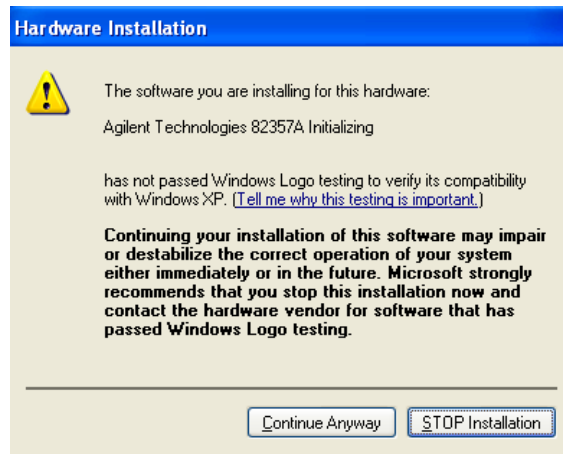 Hardware Installation
The software you are installing for this hardware:
Agilent Technologies 82357A Initializing
has not passed Windows Logo testing to verify its compatibility
with Windows XP. (Tell me why this testing is important.)
Continuing your installation of this software may impair
or destabilize the correct operation of your system
either immediately or in the future. Microsoft strongly
recommends that you stop this installation now and
contact the hardware vendor for software that has
passed Windows Logo testing.
Continue Anyway
STOP Installation